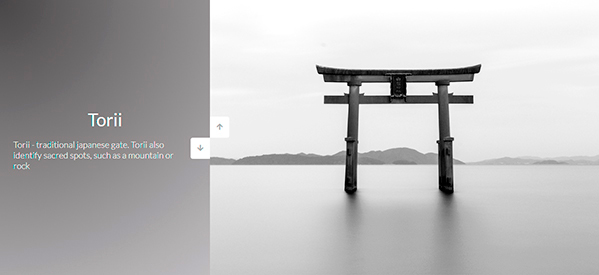 Torii
Torii - traditional japanese gate. Torii also
identify sacred spots, such as a mountain or
rock